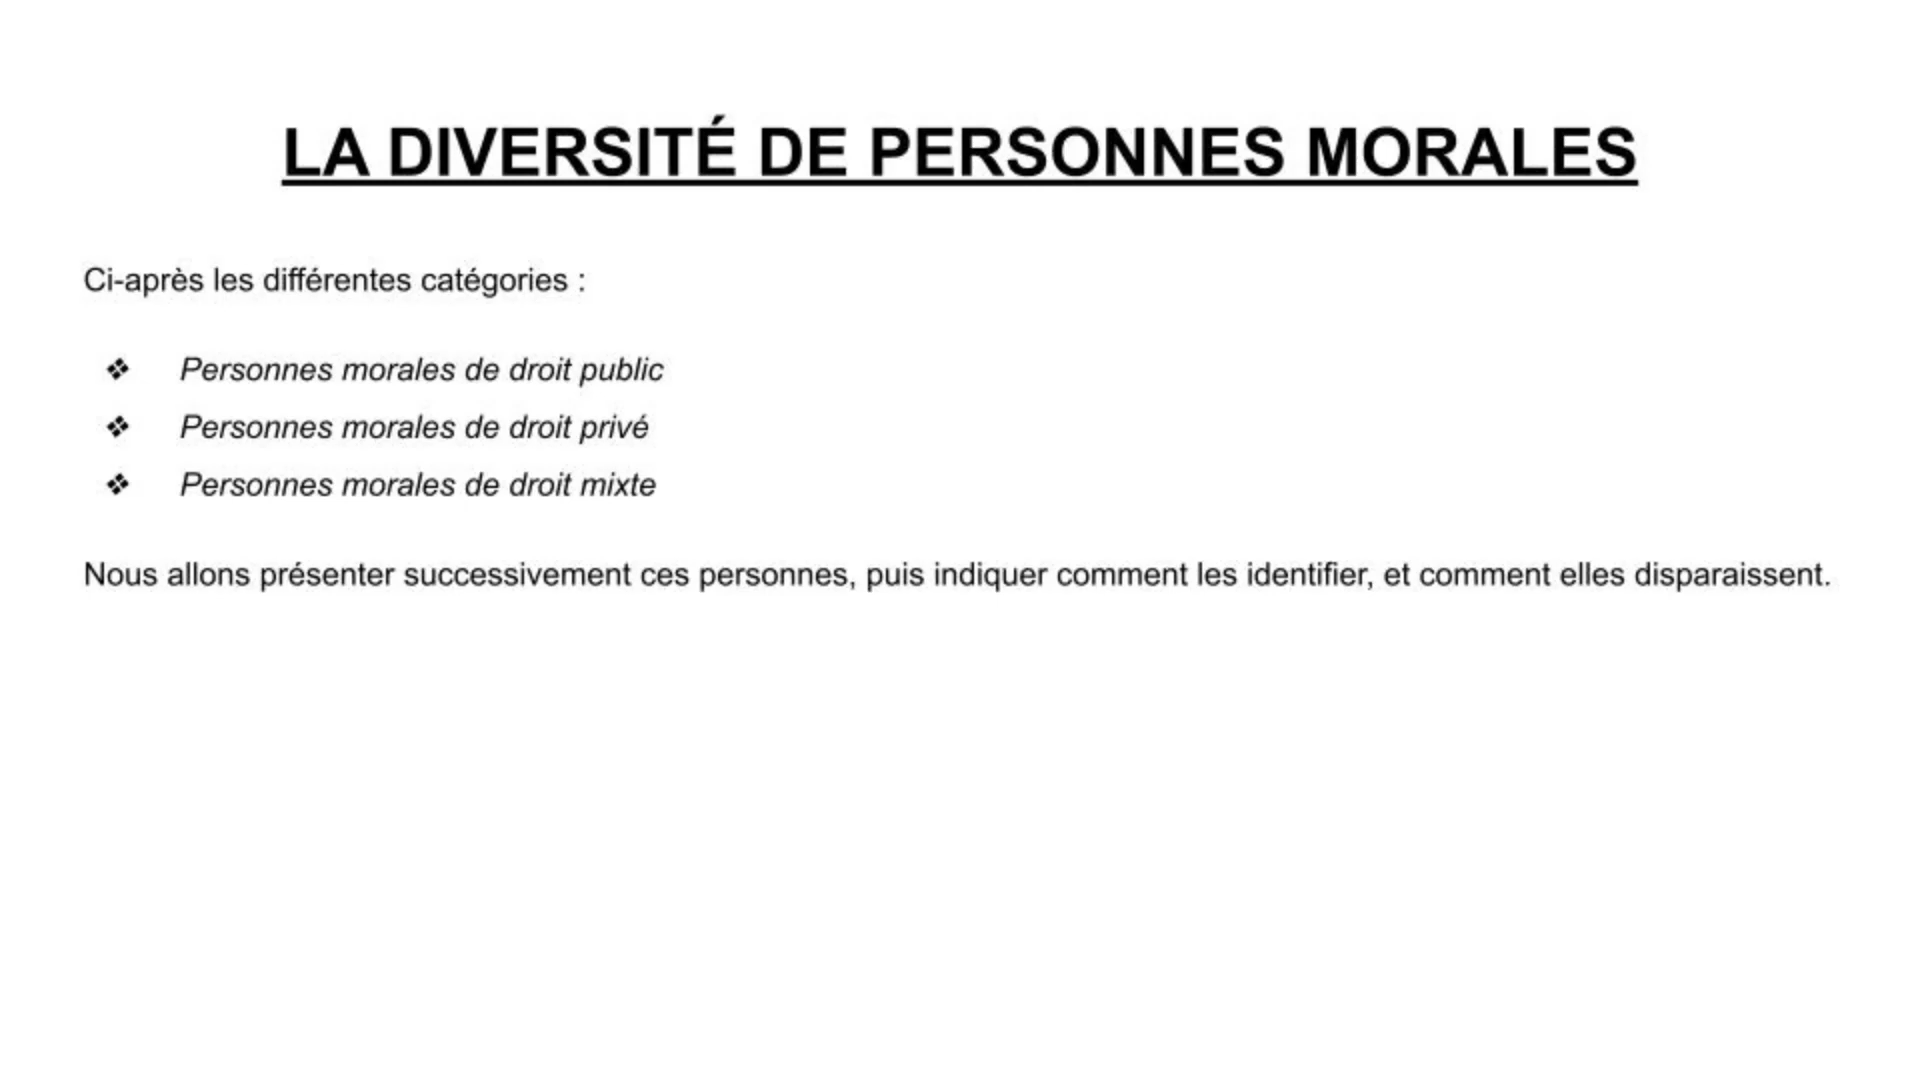 LA DIVERSITÉ DE PERSONNES MORALES
Ci-après les différentes catégories :
❖ Personnes morales de droit public
❖ Personnes morales de droit privé
❖ Personnes morales de droit mixte
Nous allons présenter successivement ces personnes, puis indiquer comment les identifier, et comment elles disparaissent.